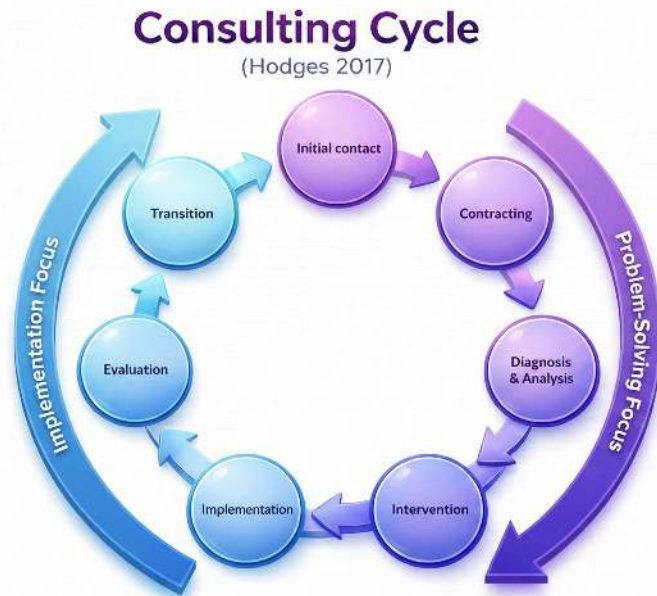 Consulting Cycle
(Hodges 2017)
Initial contact
Contracting
Diagnosis
& Analysis
Intervention
Implementation
Evaluation
Transition
Problem-Solving Focus
Implementation Focus